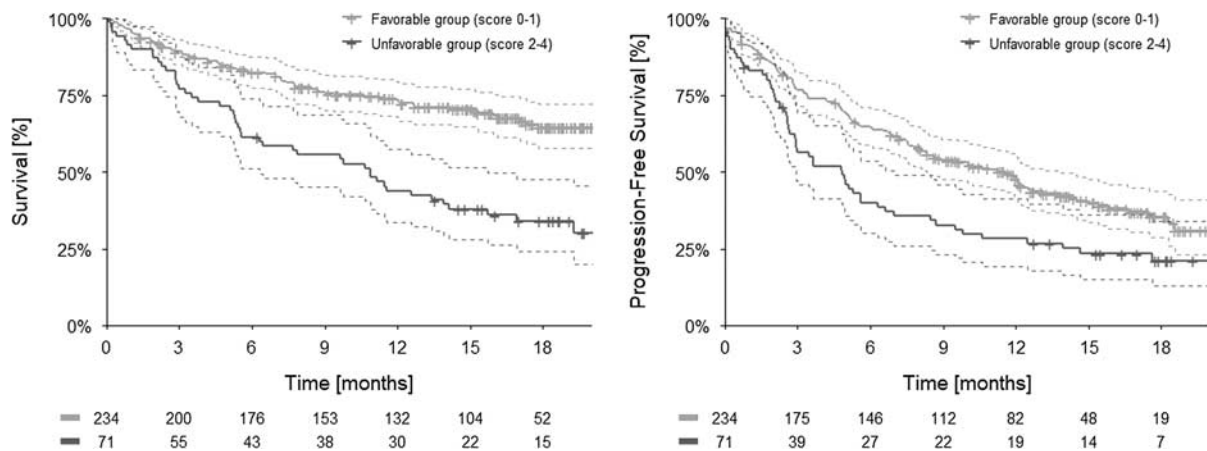 100%
75%
50%
25%
0%
Survival [%]
Favorable group (score 0-1)
Unfavorable group (score 2-4)
0 3 6 9 12 15 18
Time [months]
234 200 176 153 132 104 52
71 55 43 38 30 22 15
100%
75%
50%
25%
0%
Progression-Free Survival [%]
Favorable group (score 0-1)
Unfavorable group (score 2-4)
0 3 6 9 12 15 18
Time [months]
234 175 146 112 82 48 19
71 39 27 22 19 14 7